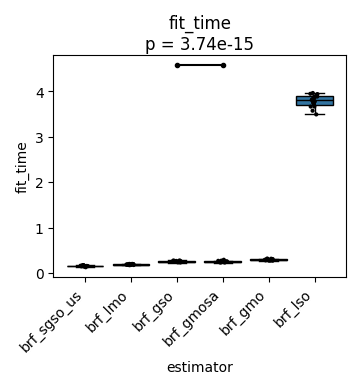 fit_time
p = 3.74e-15
fit_time
4
3
2
1
0
brf_sgso_us
brf_lmo
brf_gso
brf_gmosa
brf_gmo
brf_lso
estimator